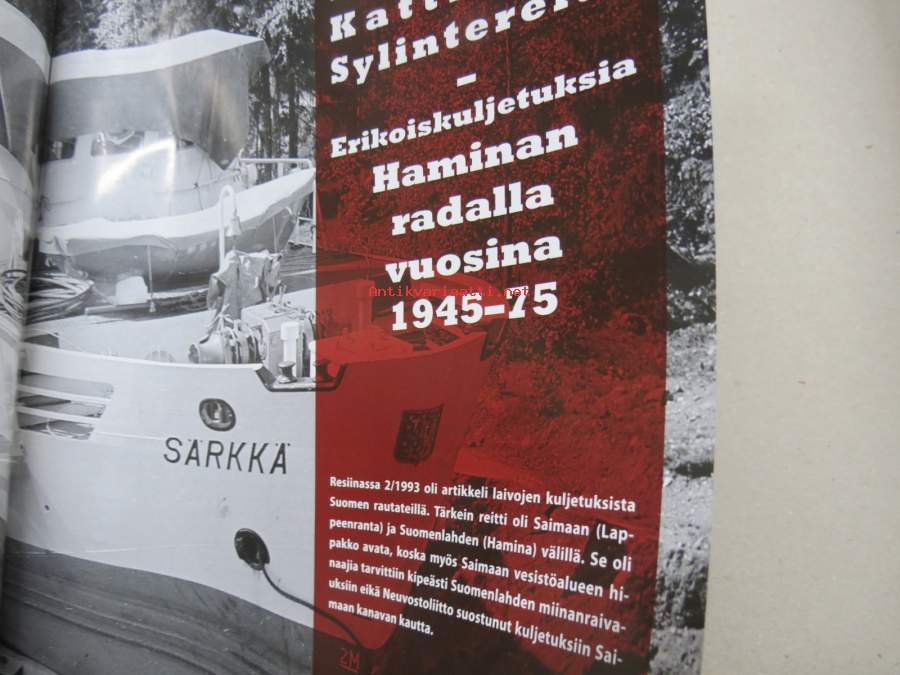 Erikoiskuljetuksia
Haminan
radalla
vuosina
1945–75
Antikvariaatti.net
SÄRKKÄ
Resiinassa 2/1993 oli artikkeli laivojen kuljetuksista
Suomen rautateillä. Tärkein reitti oli Saimaan (Lap-
peenranta) ja Suomenlahden (Hamina) välillä. Se oli
pakko avata, koska myös Saimaan vesistöalueen hi-
naajia tarvittiin kipeästi Suomenlahden miinanraiva-
uksiin eikä Neuvostoliitto suostunut kuljetuksiin Sai-
maan kanavan kautta.
2M